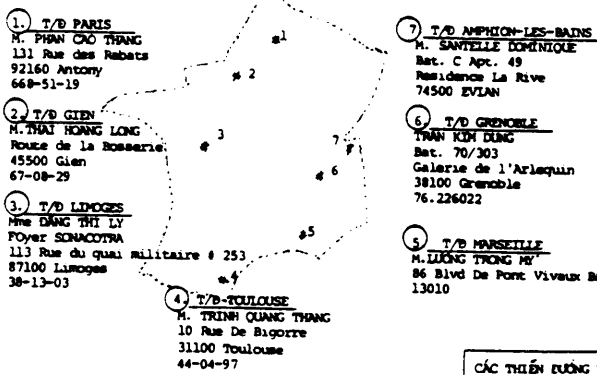 1. T/Đ PARIS
M. PHAN CAO THANG
131 Rue des Rabats
92160 Antony
668-51-19
2. T/Đ GIEN
M.THAI HOANG LONG
Route de la Bosserie
45500 Gien
67-08-29
3. T/Đ LIMOGES
Mme DĂNG THI LY
FOyer SONACOTRA
113 Rue du quai militaire # 253
87100 Limoges
38-13-03
4. T/Đ-TOULOUSE
M. TRINH QUANG THANG
10 Rue De Bigorre
31100 Toulouse
44-04-97
7 T/Đ AMPHION-LES-BAINS
M. SANTELLE DOMINIQUE
Bat. C Apt. 49
Residence La Rive
74500 EVIAN
6. T/Đ GRENOBLE
TRAN KIM DUNG
Bat. 70/303
Galerie de l'Arlequin
38100 Grenoble
76.226022
5 T/Đ MARSEILLE
M.LUONG TRONG MY
86 Blvd De Pont Vivaux B
13010
1
2
3
7
6
5
4
CÁC THIỀN ĐƯỜNG